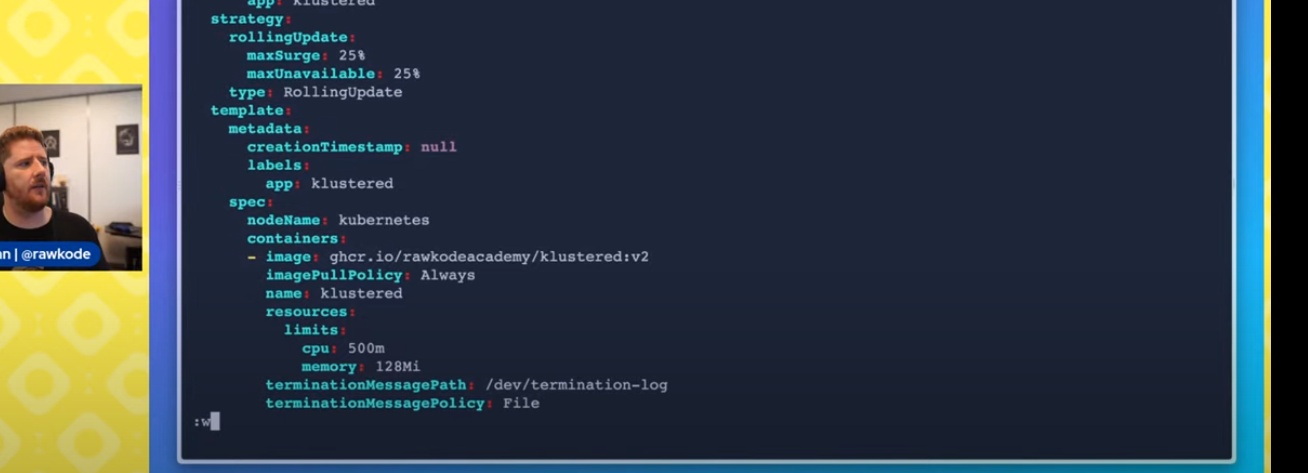 app: klustered
strategy:
rollingUpdate:
maxSurge: 25%
maxUnavailable: 25%
type: RollingUpdate
template:
metadata:
creationTimestamp: null
labels:
app: klustered
spec:
nodeName: kubernetes
containers:
- image: ghcr.io/rawkodeacademy/klustered:v2
imagePullPolicy: Always
name: klustered
resources:
limits:
cpu: 500m
memory: 128Mi
terminationMessagePath: /dev/termination-log
terminationMessagePolicy: File
:w
| @rawkode